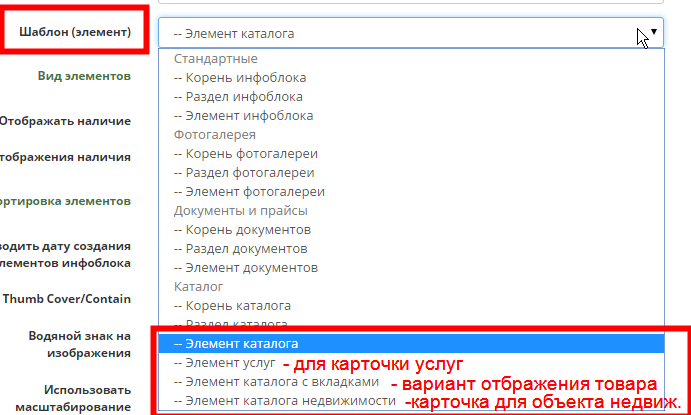 Шаблон (элемент)
-- Элемент каталога
Стандартные
Вид элементов
-- Корень инфоблока
-- Раздел инфоблока
Отображать наличие
-- Элемент инфоблока
Фотогалерея
тображения наличия
-- Корень фотогалереи
-- Раздел фотогалереи
ортировка элементов
-- Элемент фотогалереи
Документы и прайсы
-- Корень документов
водить дату создания
-- Раздел документов
лементов инфоблока
-- Элемент документов
Каталог
Thumb Cover/Contain
-- Корень каталога
-- Раздел каталога
Водяной знак на
изображения
-- Элемент каталога
-- Элемент услуг - для карточки услуг
-- Элемент каталога с вкладками - вариант отбражения товара
Использовать
масштабирование
-- Элемент каталога недвижимости -карточка для объекта недвиж.